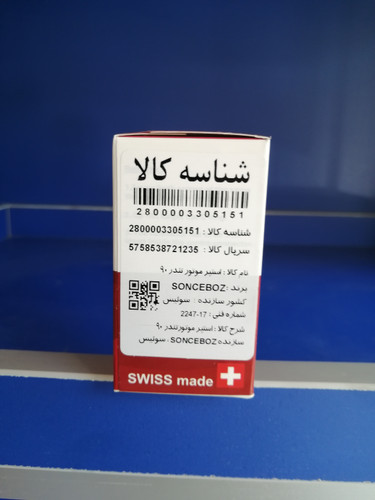 شناسه کالا
2800003305151
شناسه کالا : 2800003305151
سریال کالا : 5758538721235
نام کالا : استپر موتور تندر ۹۰
برند : SONCEBOZ
کشور سازنده : سوئیس
شماره فنی : 17-2247
شرح کالا : استپر موتور تندر ۹۰
سازنده SONCEBOZ : سوئیس
SWISS made